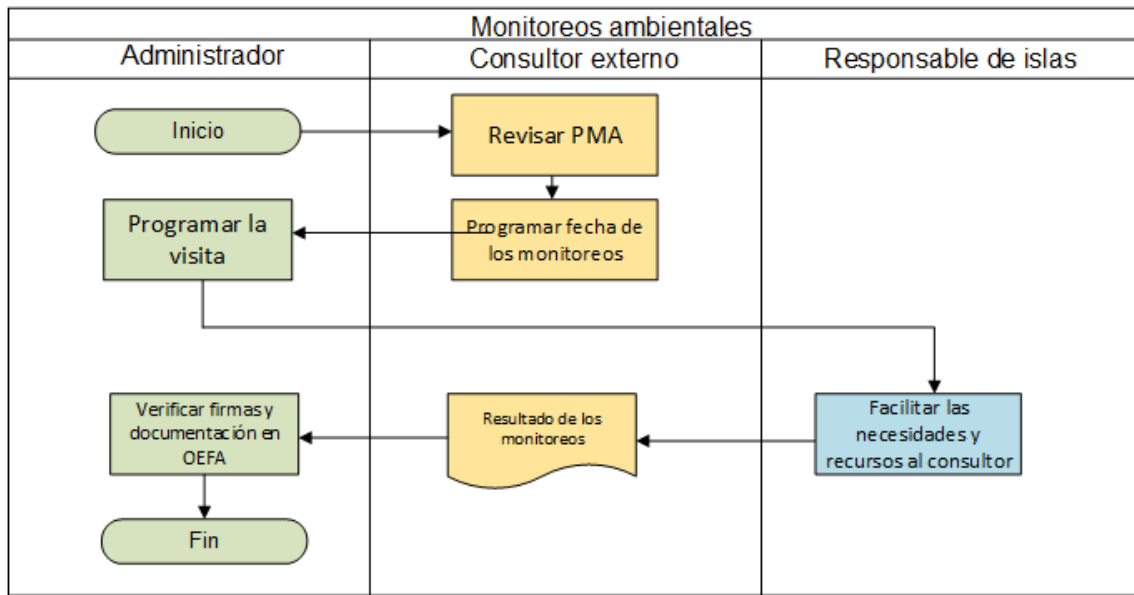 Monitoreos ambientales
Administrador
Consultor externo
Responsable de islas
Inicio
Revisar PMA
Programar la
visita
Programar fecha de
los monitoreos
Verificar firmas y
documentación en
OEFA
Resultado de los
monitoreos
Facilitar las
necesidades y
recursos al consultor
Fin